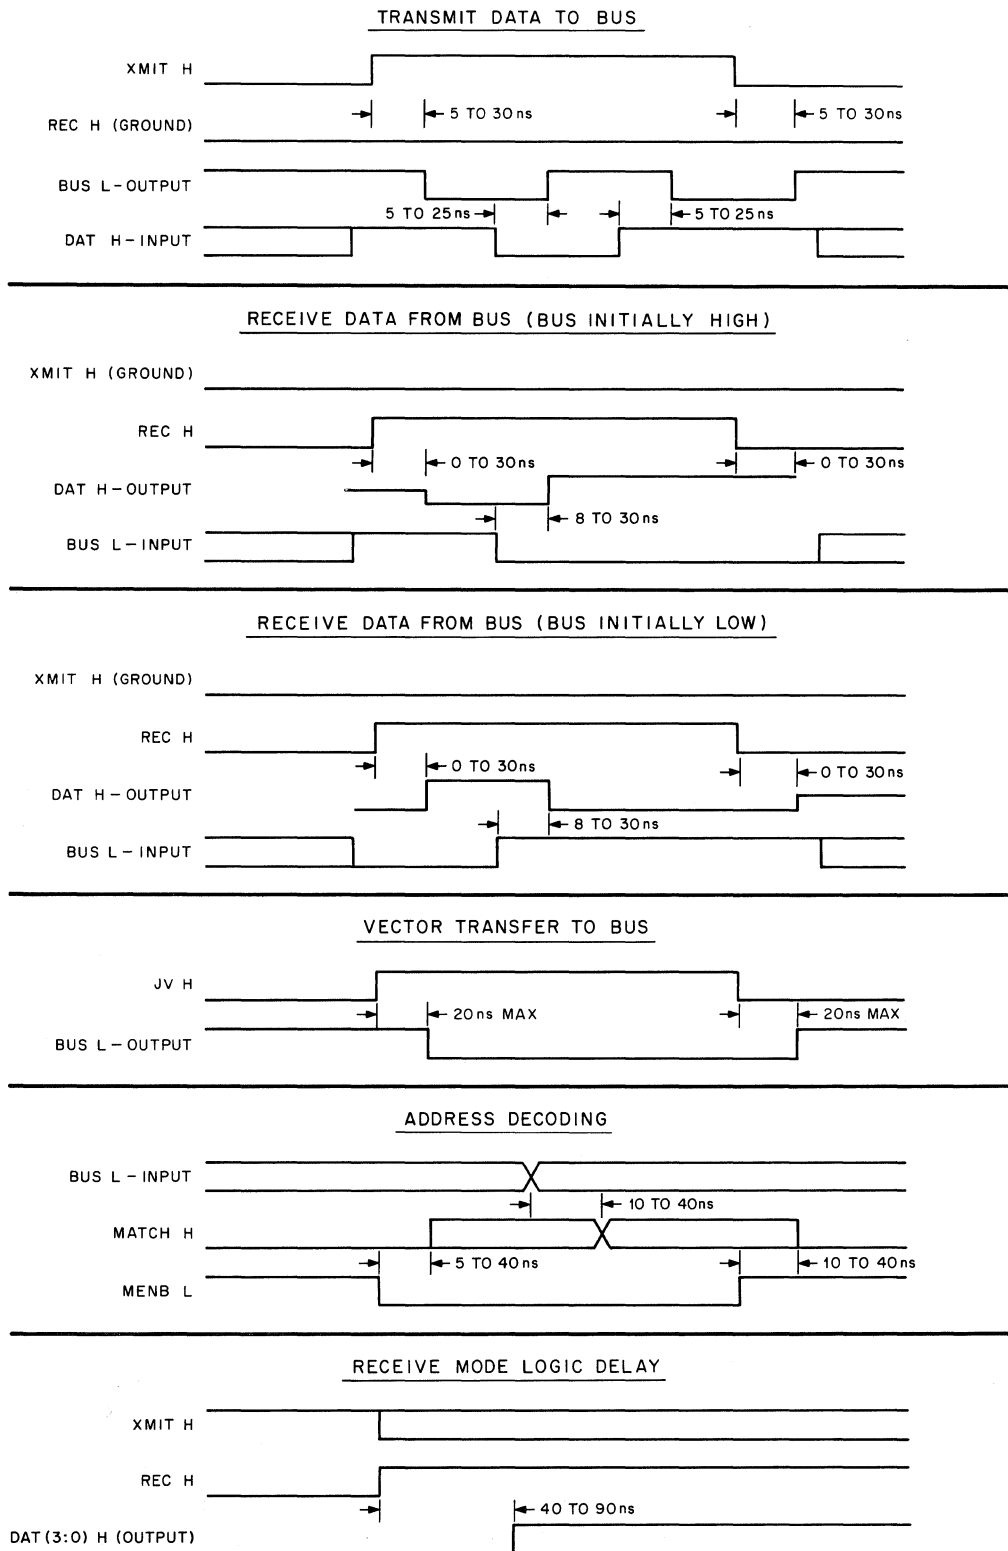 TRANSMIT DATA TO BUS
XMIT H
5 TO 30ns
5 TO 30ns
REC H (GROUND)
BUS L-OUTPUT
5 TO 25ns
5 TO 25ns
DAT H-INPUT
RECEIVE DATA FROM BUS (BUS INITIALLY HIGH)
XMIT H (GROUND)
REC H
0 TO 30ns
0 TO 30ns
DAT H-OUTPUT
8 TO 30ns
BUS L-INPUT
RECEIVE DATA FROM BUS (BUS INITIALLY LOW)
XMIT H (GROUND)
REC H
0 TO 30ns
0 TO 30ns
DAT H-OUTPUT
8 TO 30ns
BUS L-INPUT
VECTOR TRANSFER TO BUS
JV H
20ns MAX
20ns MAX
BUS L-OUTPUT
ADDRESS DECODING
BUS L-INPUT
10 TO 40ns
MATCH H
5 TO 40ns
10 TO 40ns
MENB L
RECEIVE MODE LOGIC DELAY
XMIT H
REC H
40 TO 90ns
DAT(3:0) H (OUTPUT)